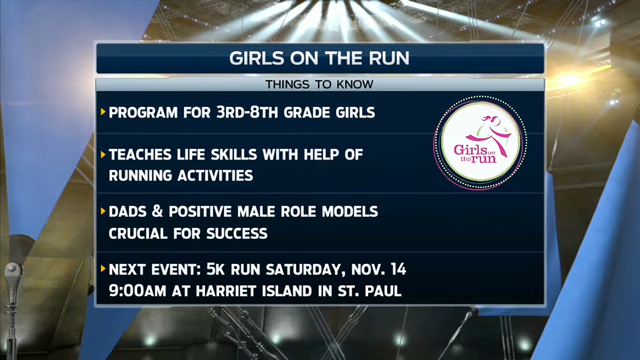 GIRLS ON THE RUN
THINGS TO KNOW
PROGRAM FOR 3RD-8TH GRADE GIRLS
TEACHES LIFE SKILLS WITH HELP OF
RUNNING ACTIVITIES
DADS & POSITIVE MALE ROLE MODELS
CRUCIAL FOR SUCCESS
NEXT EVENT: 5K RUN SATURDAY, NOV. 14
9:00AM AT HARRIET ISLAND IN ST. PAUL
Girls on
the run